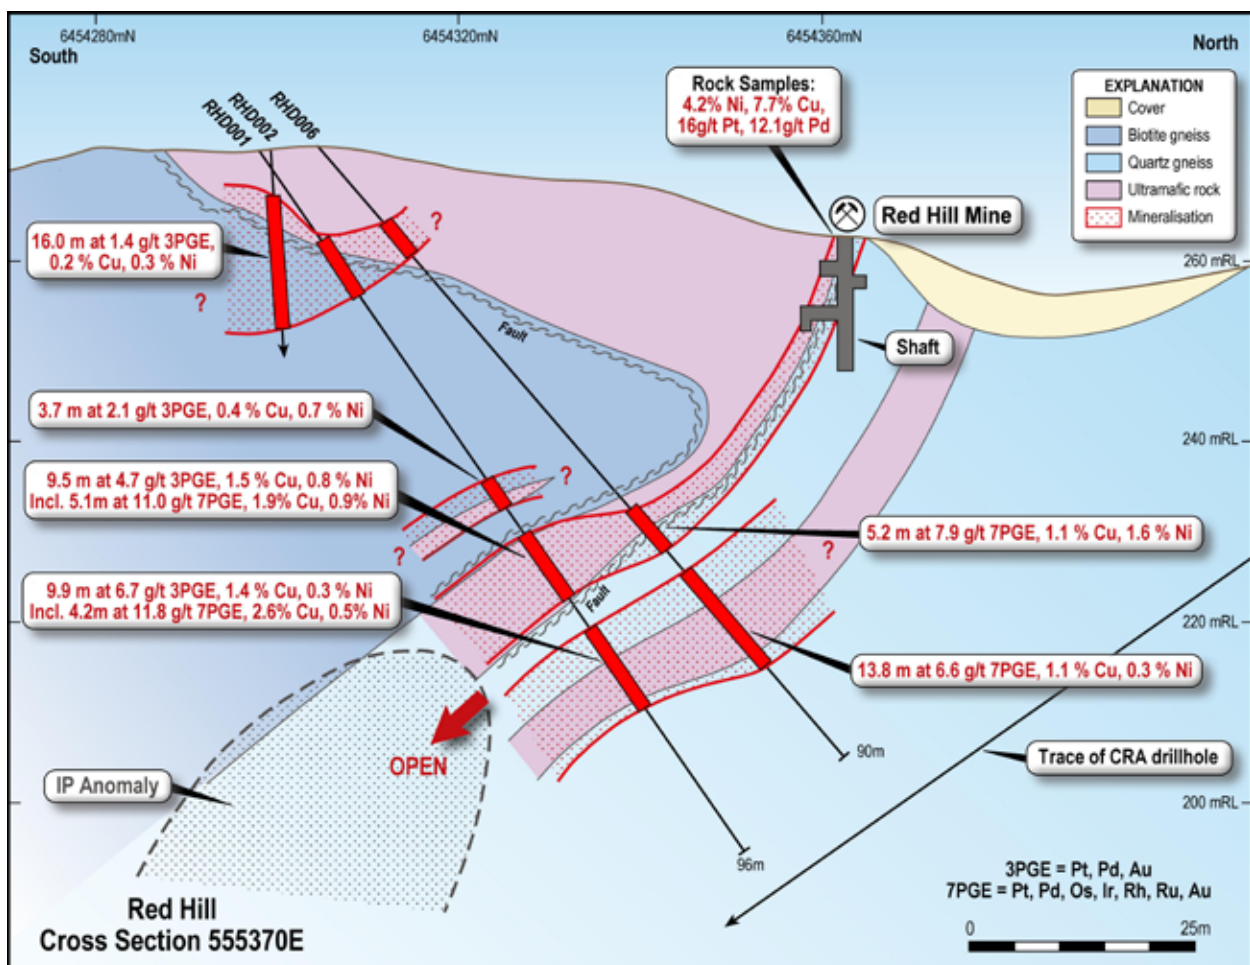 6454280mN
6454320mN
6454360mN
South
North
RHD001
RHD002
RHD006
Rock Samples:
4.2% Ni, 7.7% Cu,
16g/t Pt, 12.1g/t Pd
EXPLANATION
Cover
Biotite gneiss
Quartz gneiss
Ultramafic rock
Mineralisation
Red Hill Mine
?
16.0 m at 1.4 g/t 3PGE,
0.2 % Cu, 0.3 % Ni
260 mRL
?
Fault
Shaft
3.7 m at 2.1 g/t 3PGE, 0.4 % Cu, 0.7 % Ni
240 mRL
9.5 m at 4.7 g/t 3PGE, 1.5 % Cu, 0.8 % Ni
Incl. 5.1m at 11.0 g/t 7PGE, 1.9% Cu, 0.9% Ni
?
5.2 m at 7.9 g/t 7PGE, 1.1 % Cu, 1.6 % Ni
?
?
9.9 m at 6.7 g/t 3PGE, 1.4 % Cu, 0.3 % Ni
Incl. 4.2m at 11.8 g/t 7PGE, 2.6% Cu, 0.5% Ni
Fault
220 mRL
13.8 m at 6.6 g/t 7PGE, 1.1 % Cu, 0.3 % Ni
OPEN
90m
Trace of CRA drillhole
IP Anomaly
200 mRL
96m
3PGE = Pt, Pd, Au
7PGE = Pt, Pd, Os, Ir, Rh, Ru, Au
Red Hill
Cross Section 555370E
0
25m